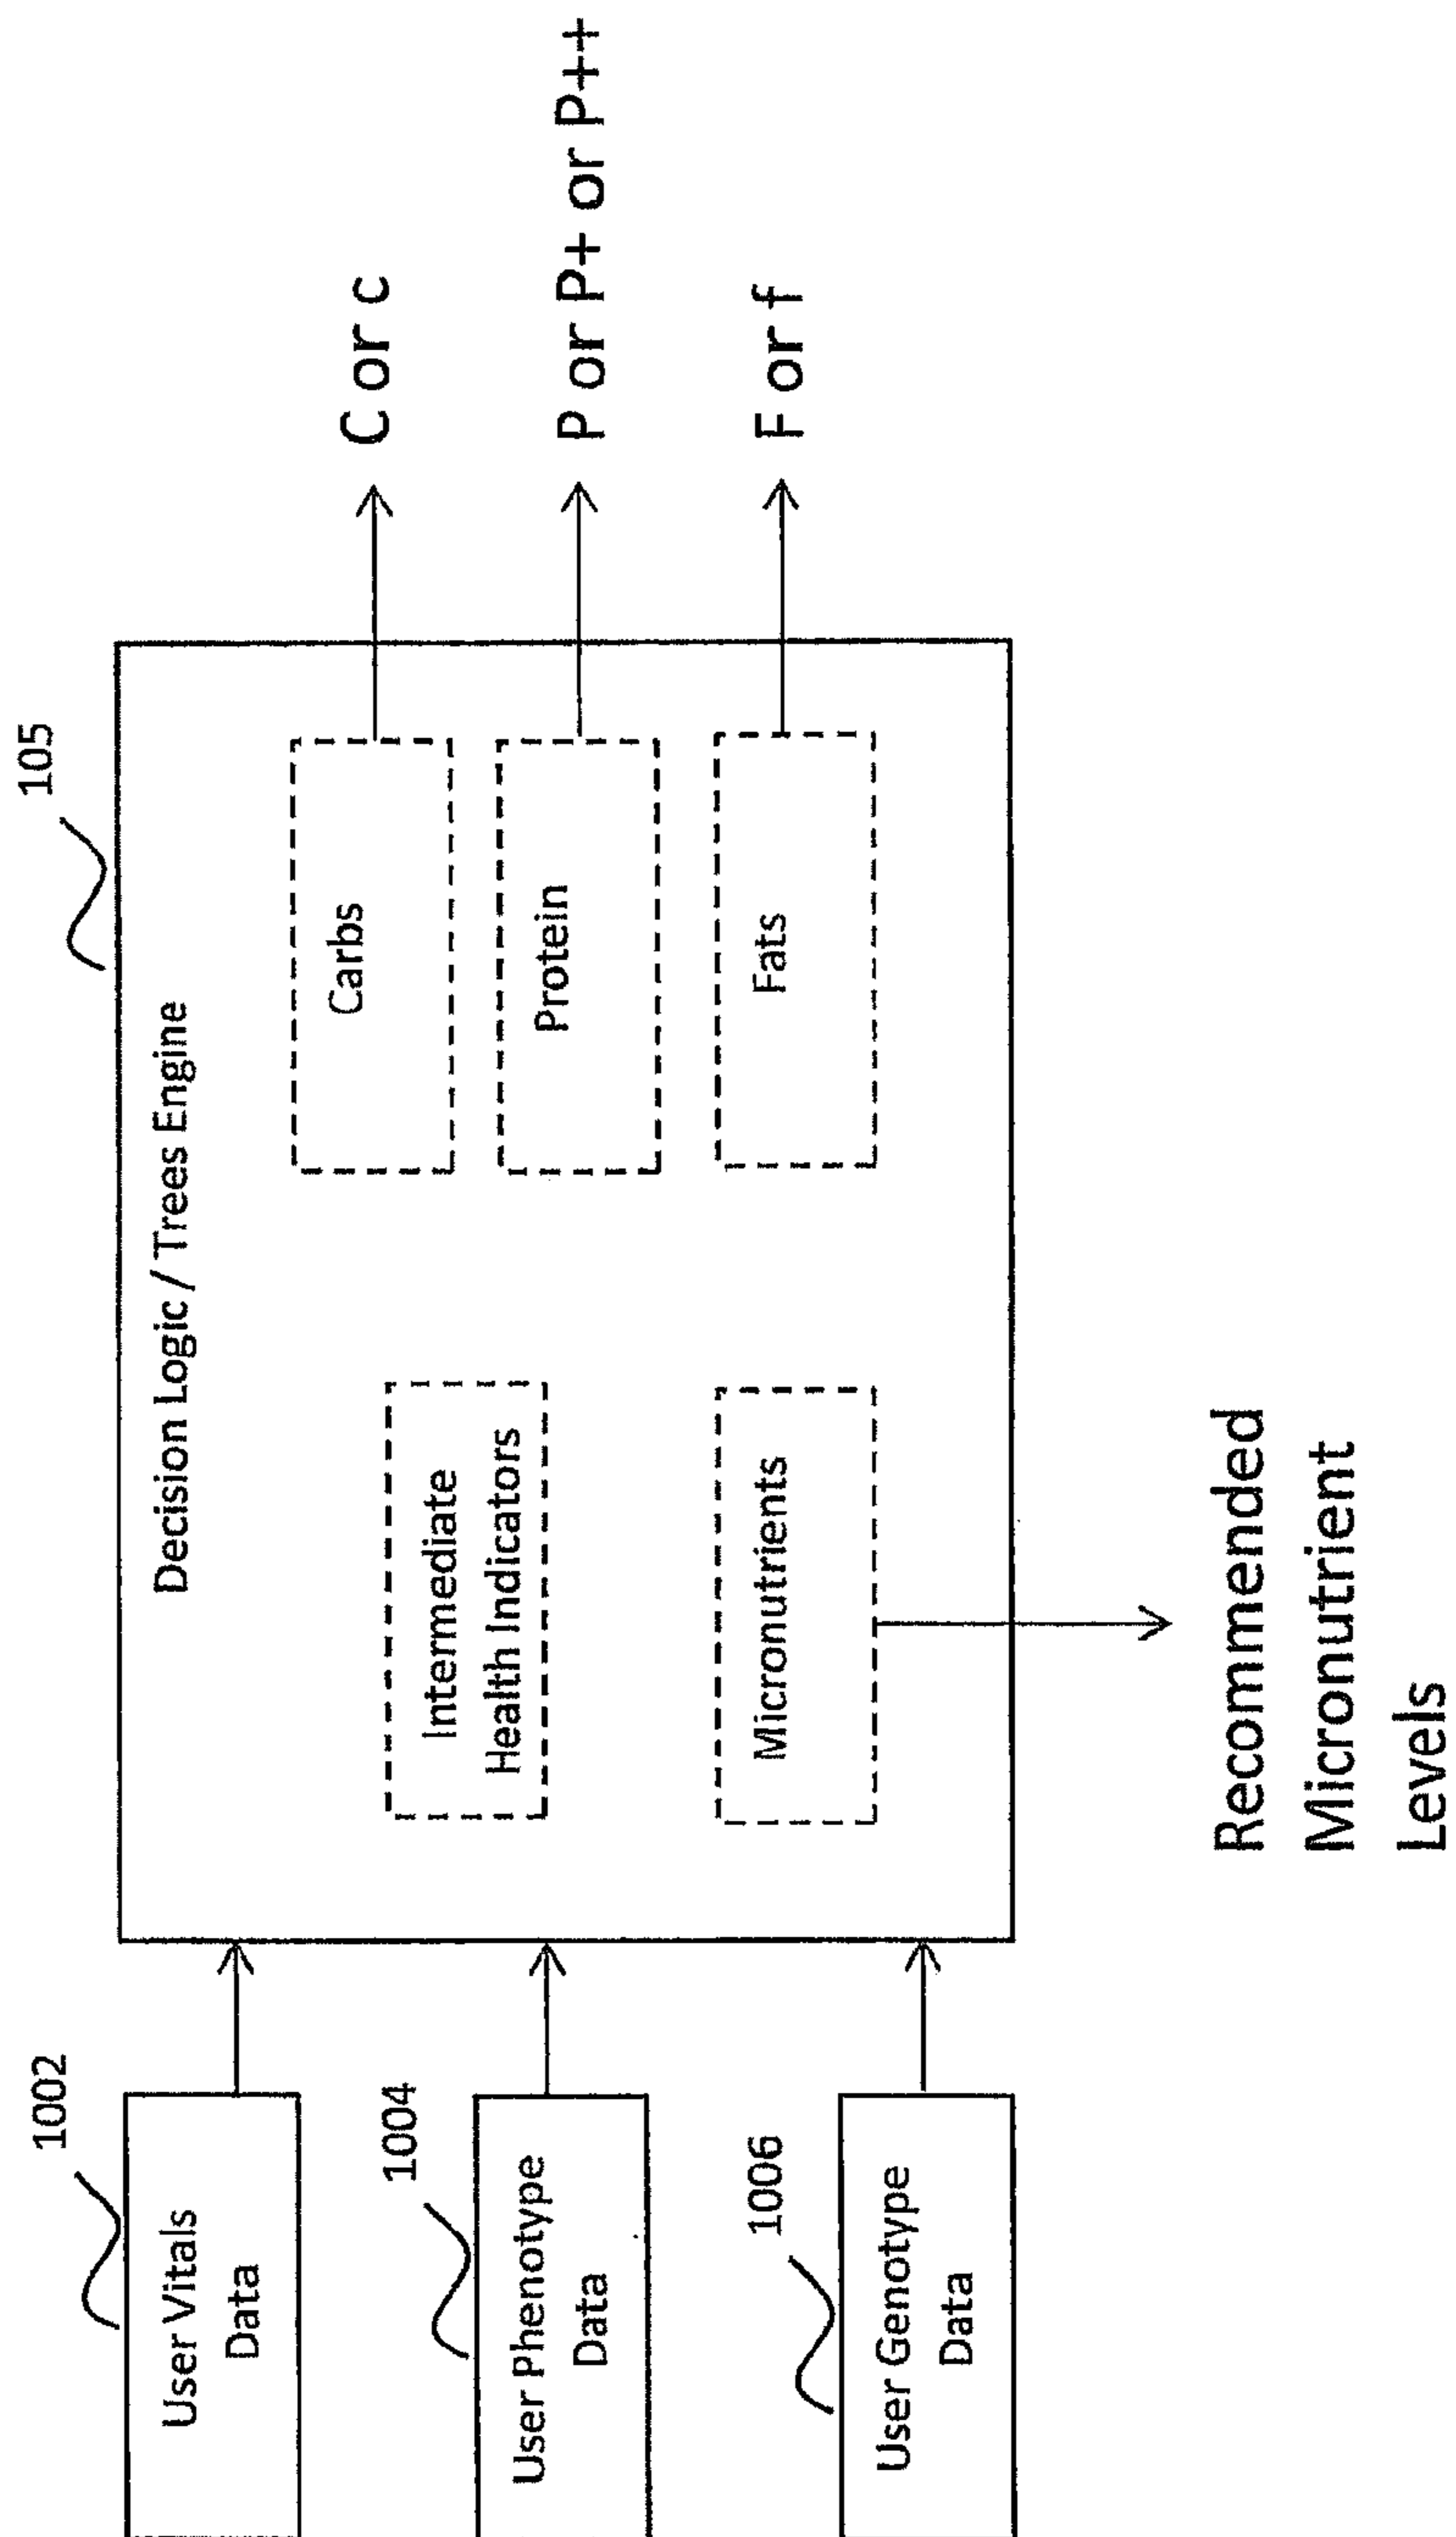 105
Decision Logic / Trees Engine
1002
User Vitals
Data
1004
User Phenotype
Data
1006
User Genotype
Data
Intermediate
Health Indicators
Micronutrients
Carbs
Protein
Fats
C or c
P or P+ or P++
F or f
Recommended
Micronutrient
Levels